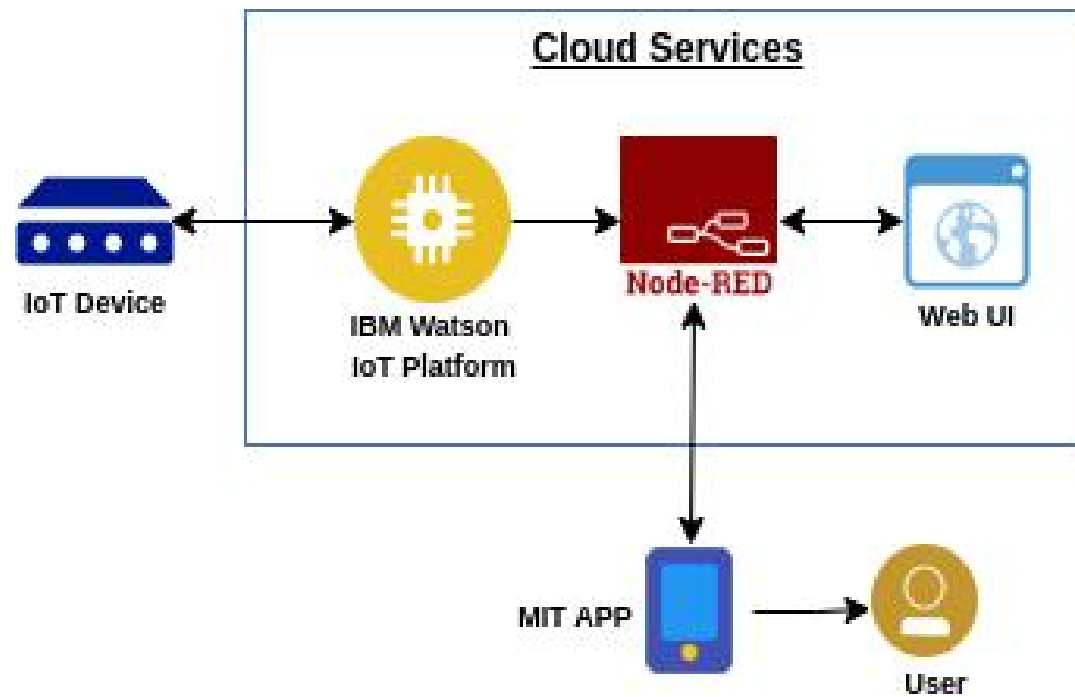 Cloud Services
IoT Device
IBM Watson
IoT Platform
Node-RED
Web UI
MIT APP
User